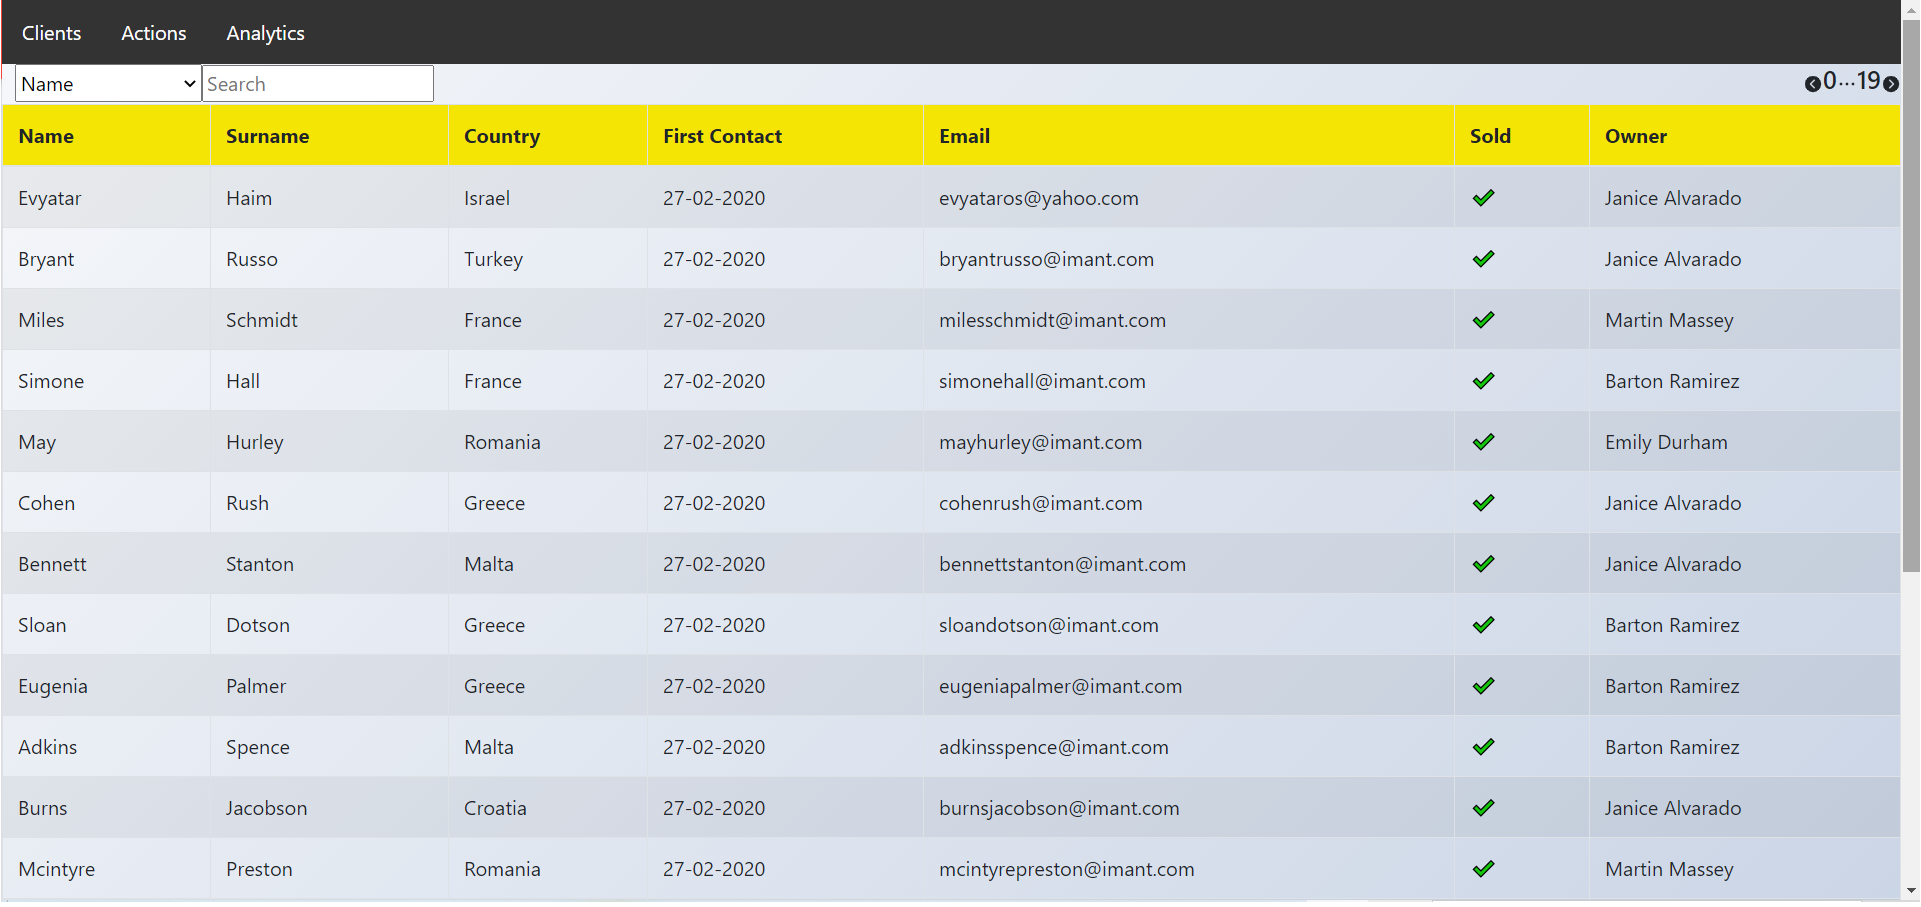 Clients Actions Analytics
Name Search 0...19
Name Surname Country First Contact Email Sold Owner
Evyatar Haim Israel 27-02-2020 evyataros@yahoo.com Janice Alvarado
Bryant Russo Turkey 27-02-2020 bryantrusso@imant.com Janice Alvarado
Miles Schmidt France 27-02-2020 milesschmidt@imant.com Martin Massey
Simone Hall France 27-02-2020 simonehall@imant.com Barton Ramirez
May Hurley Romania 27-02-2020 mayhurley@imant.com Emily Durham
Cohen Rush Greece 27-02-2020 cohenrush@imant.com Janice Alvarado
Bennett Stanton Malta 27-02-2020 bennettstanton@imant.com Janice Alvarado
Sloan Dotson Greece 27-02-2020 sloandotson@imant.com Barton Ramirez
Eugenia Palmer Greece 27-02-2020 eugeniapalmer@imant.com Barton Ramirez
Adkins Spence Malta 27-02-2020 adkinsspence@imant.com Barton Ramirez
Burns Jacobson Croatia 27-02-2020 burnsjacobson@imant.com Janice Alvarado
Mcintyre Preston Romania 27-02-2020 mcintyrepreston@imant.com Martin Massey